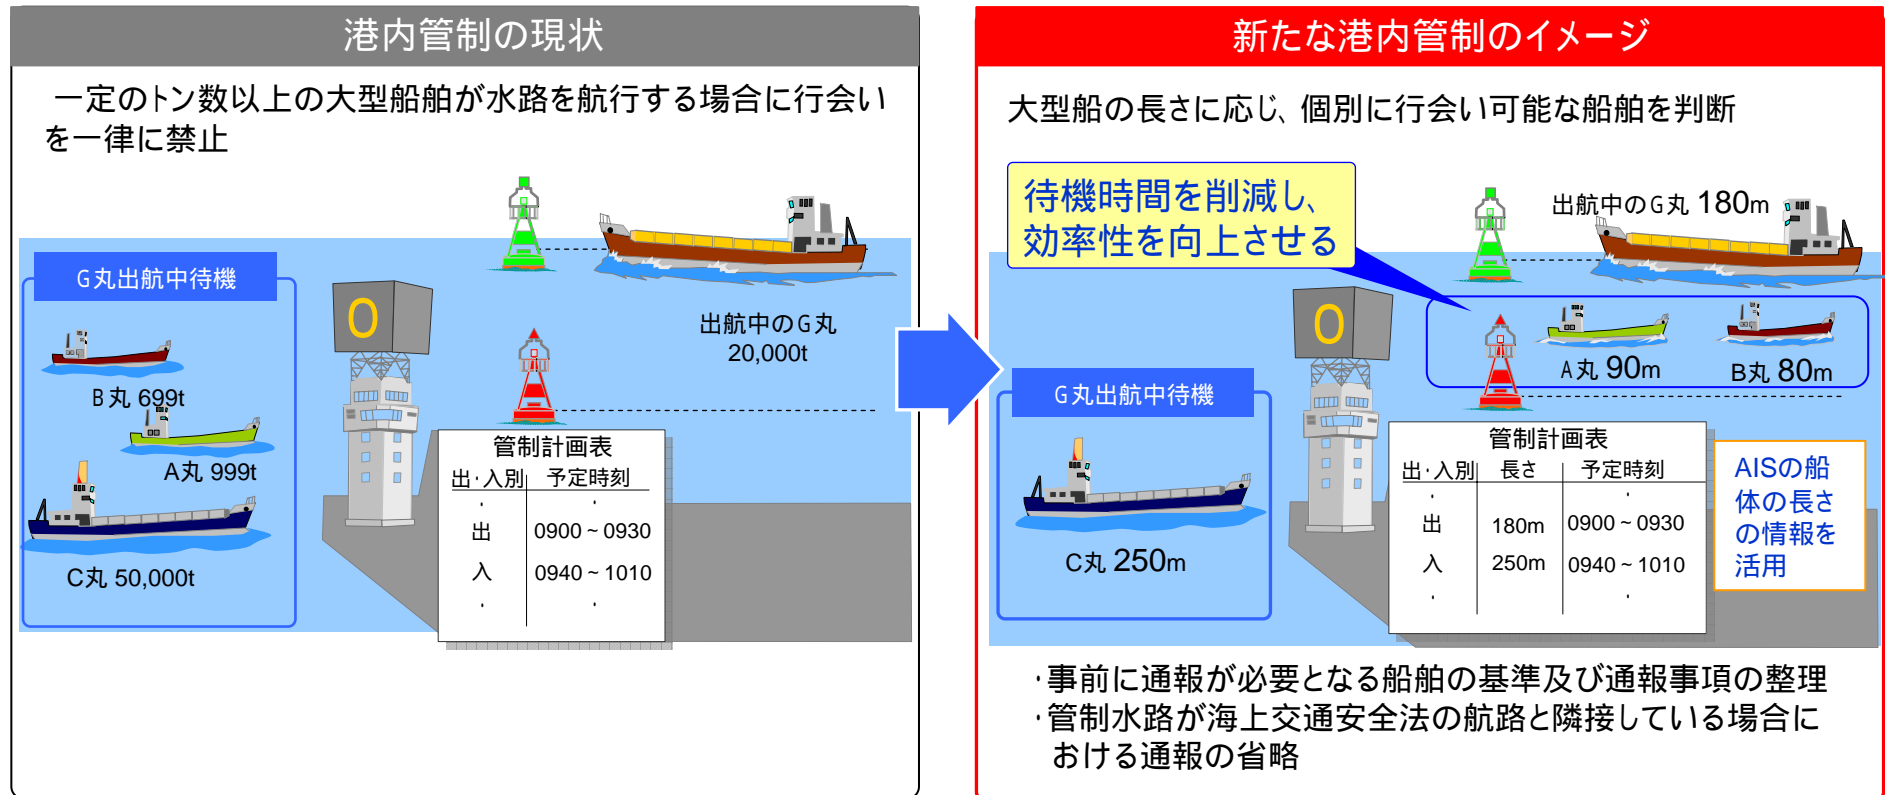 港内管制の現状
一定のトン数以上の大型船舶が水路を航行する場合に行会い
を一律に禁止
G丸出航中待機
B丸 699t
A丸 999t
C丸 50,000t
O
出航中のG丸
20,000t
管制計画表
出・入別 予定時刻
・ ・
出 0900～0930
入 0940～1010
・ ・
新たな港内管制のイメージ
大型船の長さに応じ、個別に行会い可能な船舶を判断
待機時間を削減し、
効率性を向上させる
出航中のG丸 180m
A丸 90m
B丸 80m
G丸出航中待機
C丸 250m
O
管制計画表
出・入別 長さ 予定時刻
・ ・
出 180m 0900～0930
入 250m 0940～1010
・ ・
AISの船
体の長さ
の情報を
活用
・事前に通報が必要となる船舶の基準及び通報事項の整理
・管制水路が海上交通安全法の航路と隣接している場合に
おける通報の省略